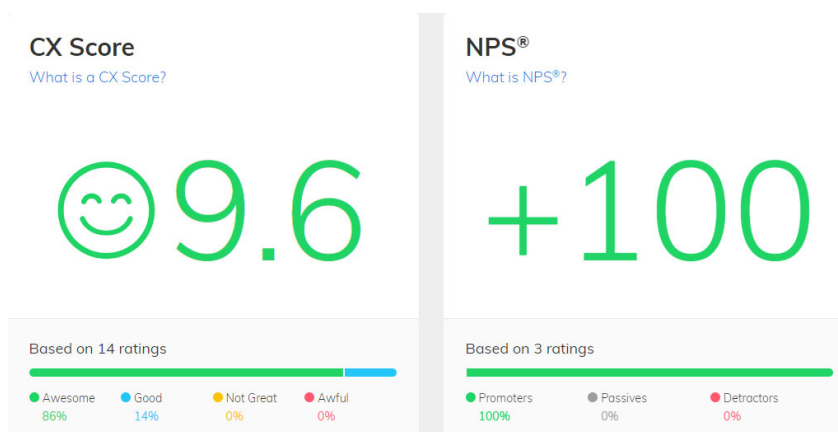 CX Score
What is a CX Score?
9.6
Based on 14 ratings
Awesome Good Not Great Awful
86% 14% 0% 0%
NPS®
What is NPS®?
+100
Based on 3 ratings
Promoters Passives Detractors
100% 0% 0%